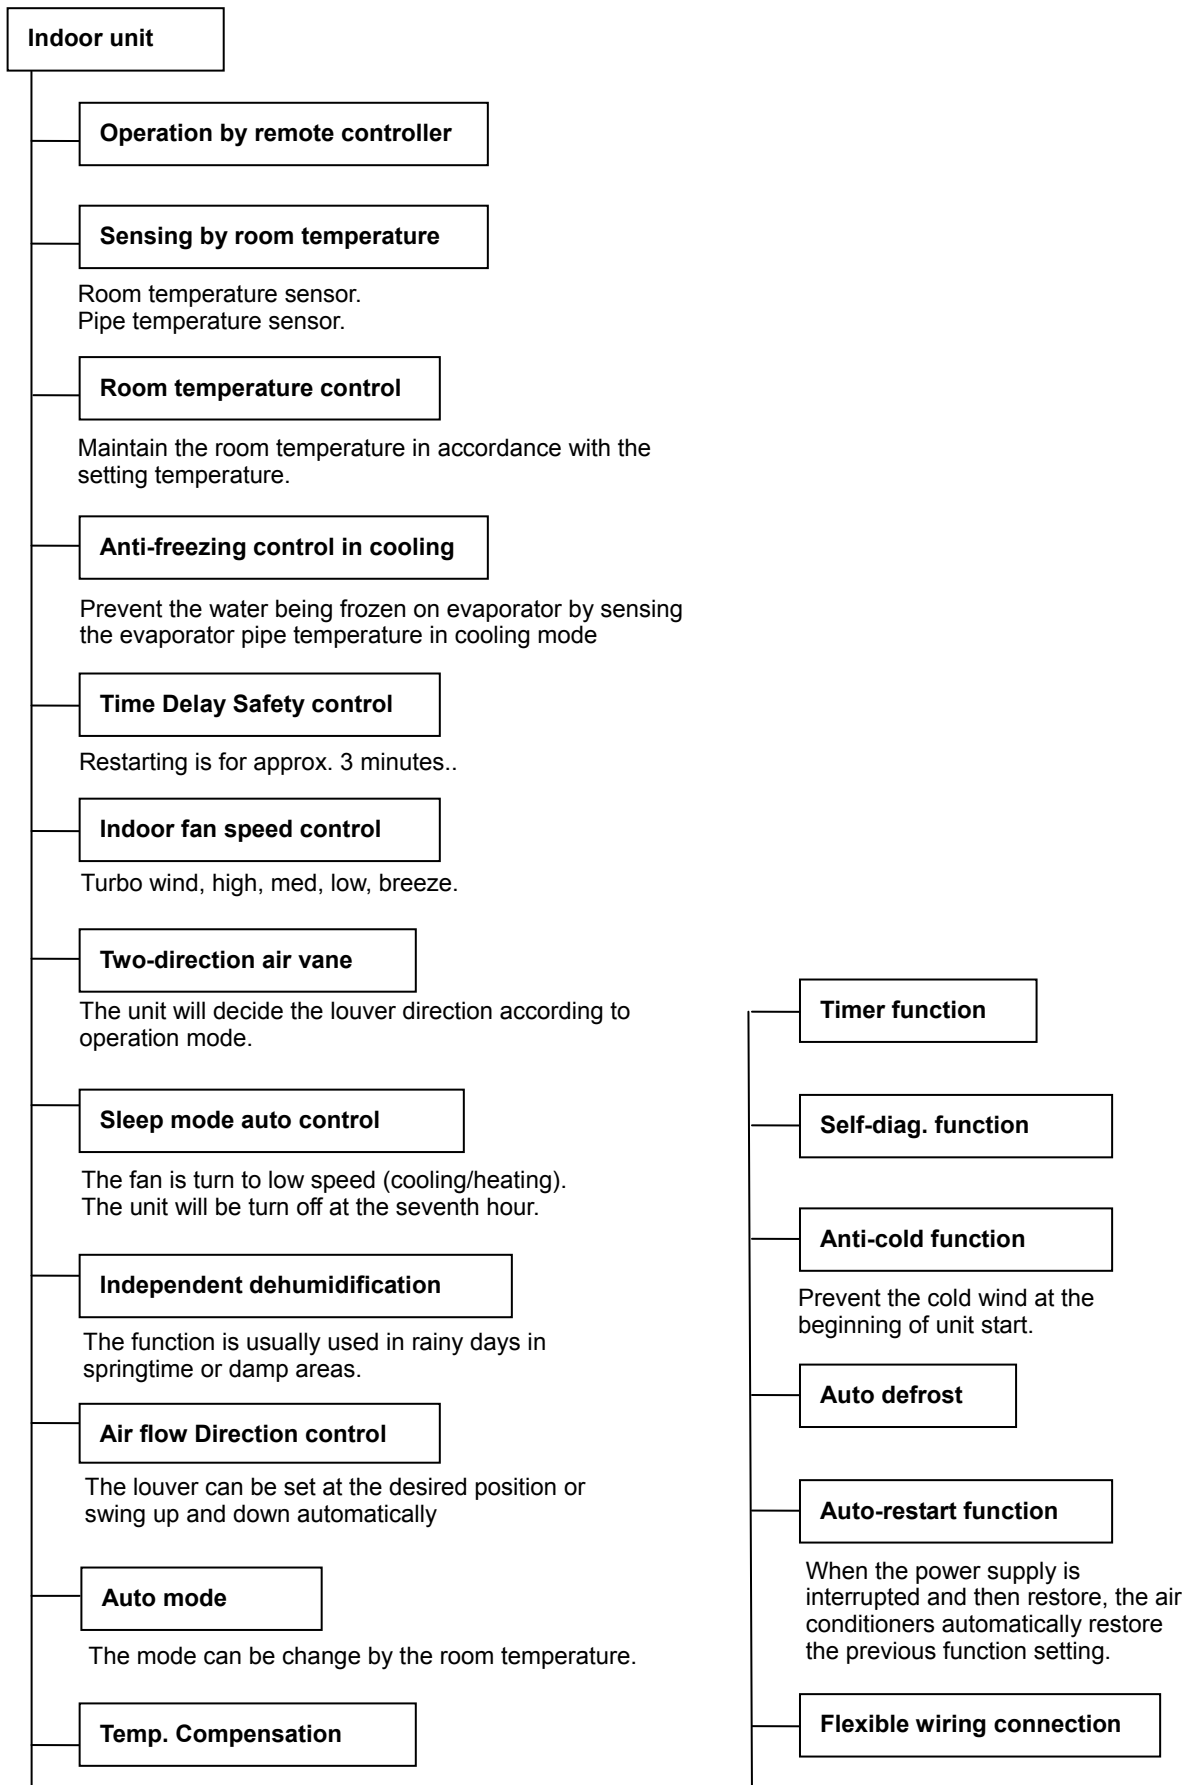 Indoor unit
Operation by remote controller
Sensing by room temperature
Room temperature sensor.
Pipe temperature sensor.
Room temperature control
Maintain the room temperature in accordance with the
setting temperature.
Anti-freezing control in cooling
Prevent the water being frozen on evaporator by sensing
the evaporator pipe temperature in cooling mode
Time Delay Safety control
Restarting is for approx. 3 minutes..
Indoor fan speed control
Turbo wind, high, med, low, breeze.
Two-direction air vane
The unit will decide the louver direction according to
operation mode.
Sleep mode auto control
The fan is turn to low speed (cooling/heating).
The unit will be turn off at the seventh hour.
Independent dehumidification
The function is usually used in rainy days in
springtime or damp areas.
Air flow Direction control
The louver can be set at the desired position or
swing up and down automatically
Auto mode
The mode can be change by the room temperature.
Temp. Compensation
Timer function
Self-diag. function
Anti-cold function
Prevent the cold wind at the
beginning of unit start.
Auto defrost
Auto-restart function
When the power supply is
interrupted and then restore, the air
conditioners automatically restore
the previous function setting.
Flexible wiring connection